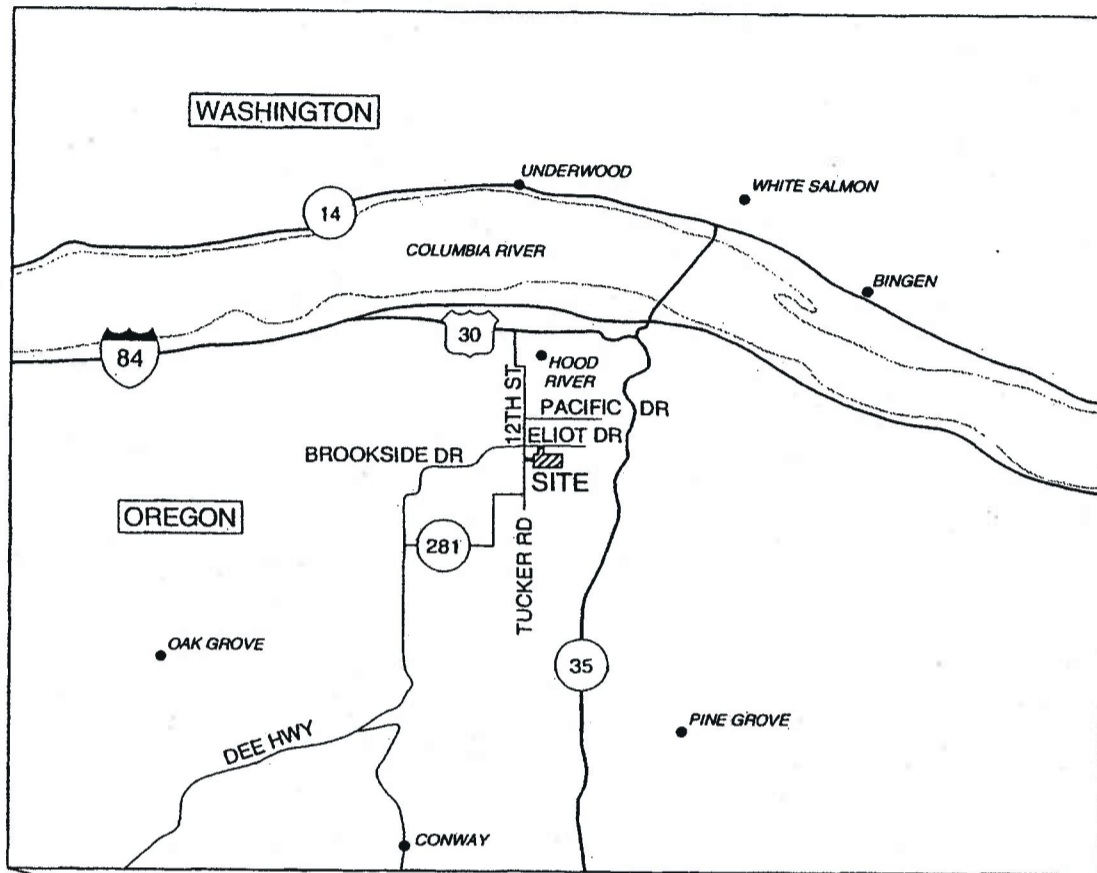 WASHINGTON
UNDERWOOD
WHITE SALMON
14
COLUMBIA RIVER
BINGEN
30
84
HOOD
RIVER
12TH ST
PACIFIC DR
ELIOT DR
BROOKSIDE DR
SITE
OREGON
281
TUCKER RD
OAK GROVE
35
PINE GROVE
DEE HWY
CONWAY